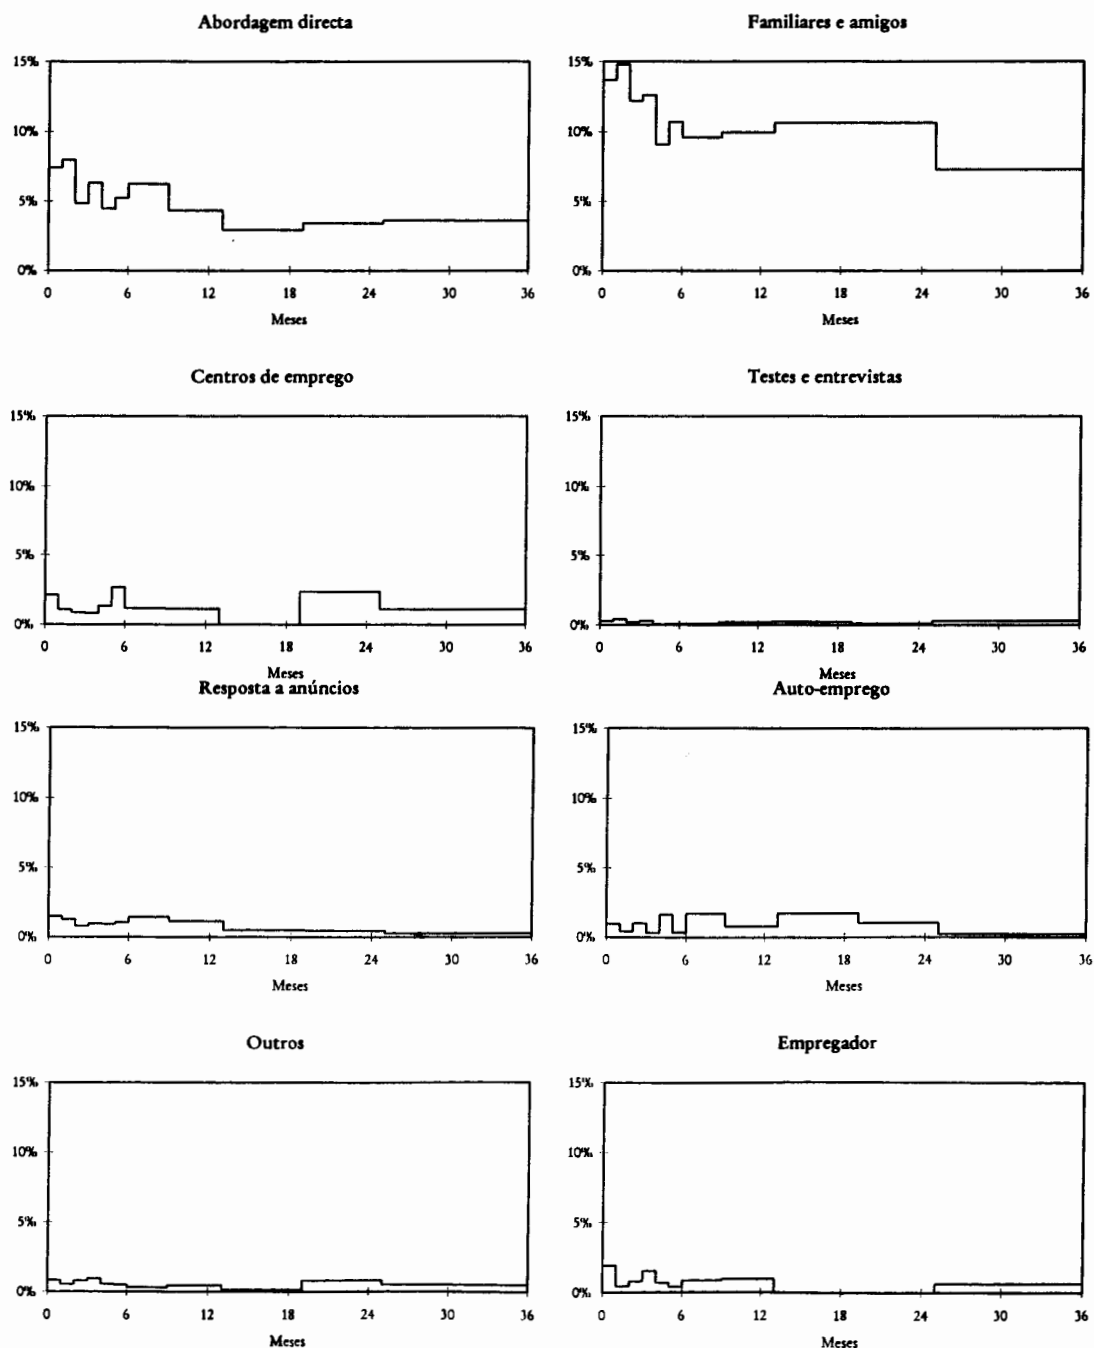 Abordagem directa
15%
10%
5%
0%
0 6 12 18 24 30 36
Meses
Familiares e amigos
15%
10%
5%
0%
0 6 12 18 24 30 36
Meses
Centros de emprego
15%
10%
5%
0%
0 6 12 18 24 30 36
Meses
Testes e entrevistas
15%
10%
5%
0%
0 6 12 18 24 30 36
Meses
Resposta a anúncios
15%
10%
5%
0%
0 6 12 18 24 30 36
Meses
Auto-emprego
15%
10%
5%
0%
0 6 12 18 24 30 36
Meses
Outros
15%
10%
5%
0%
0 6 12 18 24 30 36
Meses
Empregador
15%
10%
5%
0%
0 6 12 18 24 30 36
Meses